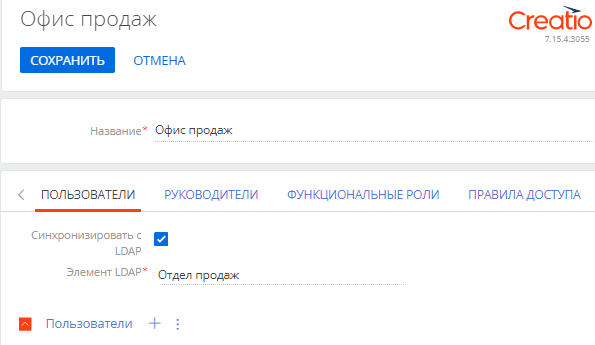 Офис продаж
Creatio
7.15.4.3055
СОХРАНИТЬ ОТМЕНА
Название* Офис продаж
ПОЛЬЗОВАТЕЛИ РУКОВОДИТЕЛИ ФУНКЦИОНАЛЬНЫЕ РОЛИ ПРАВИЛА ДОСТУПА
Синхронизировать с
LDAP
Элемент LDAP* Отдел продаж
Пользователи